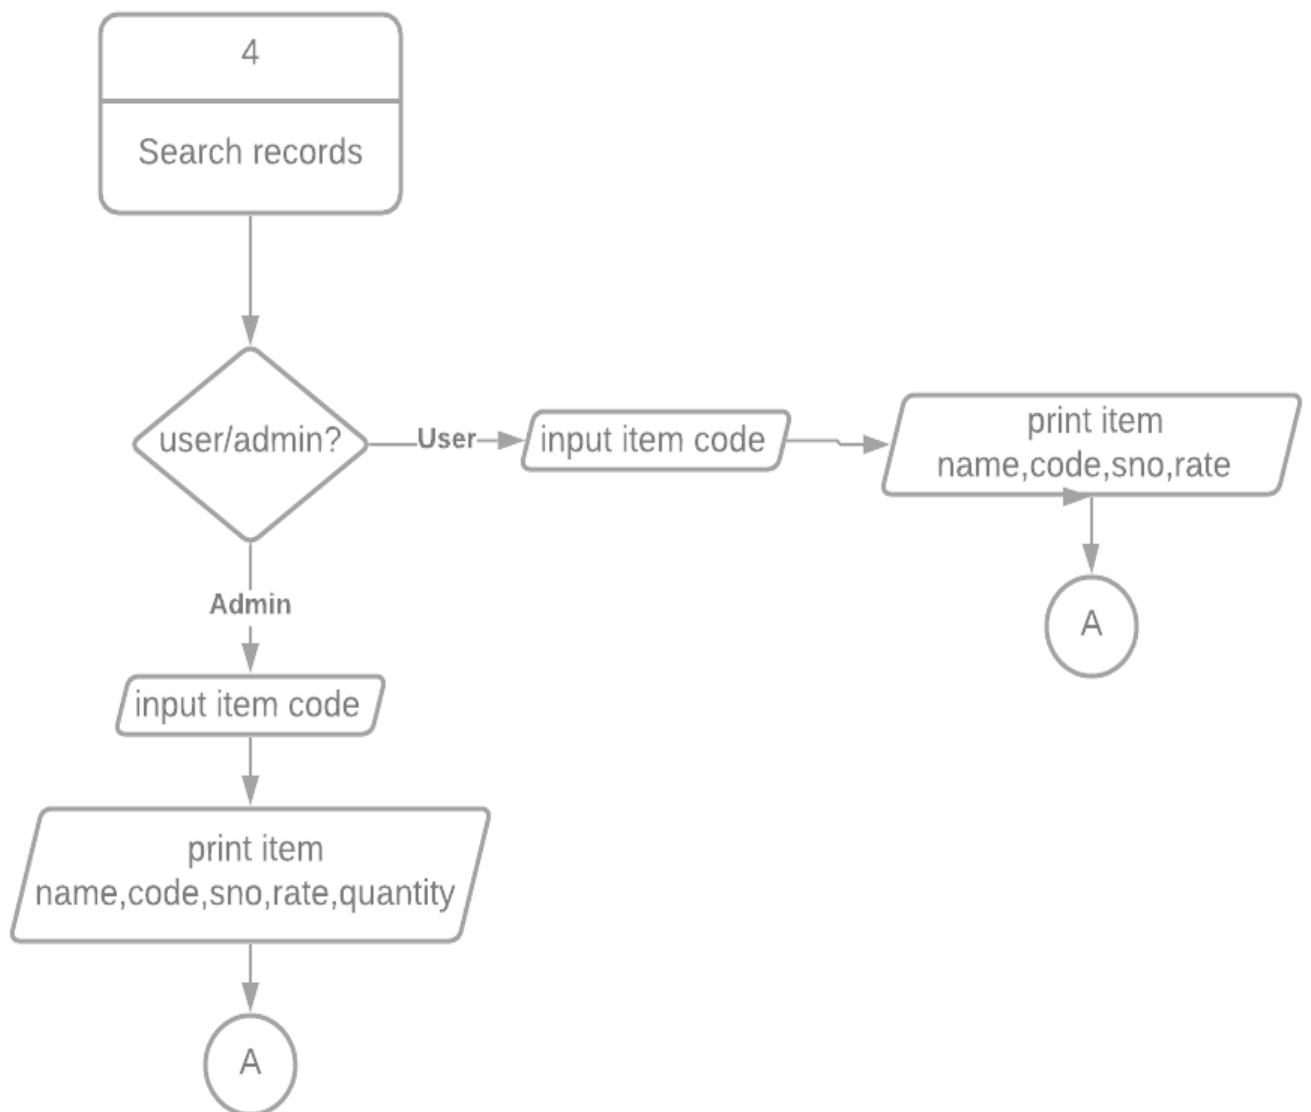 4
Search records
user/admin?
User
input item code
print item
name,code,sno,rate
A
Admin
input item code
print item
name,code,sno,rate,quantity
A